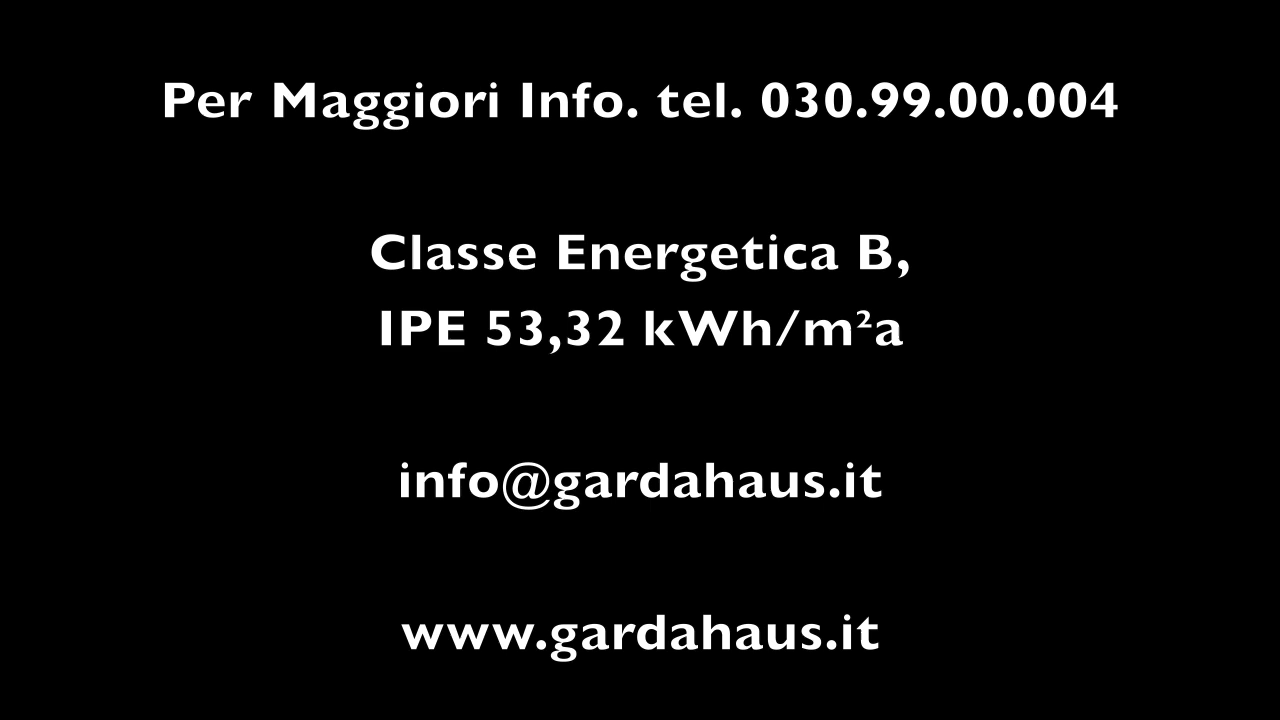 Per Maggiori Info. tel. 030.99.00.004
Classe Energetica B,
IPE 53,32 kWh/m²a
info@gardahaus.it
www.gardahaus.it